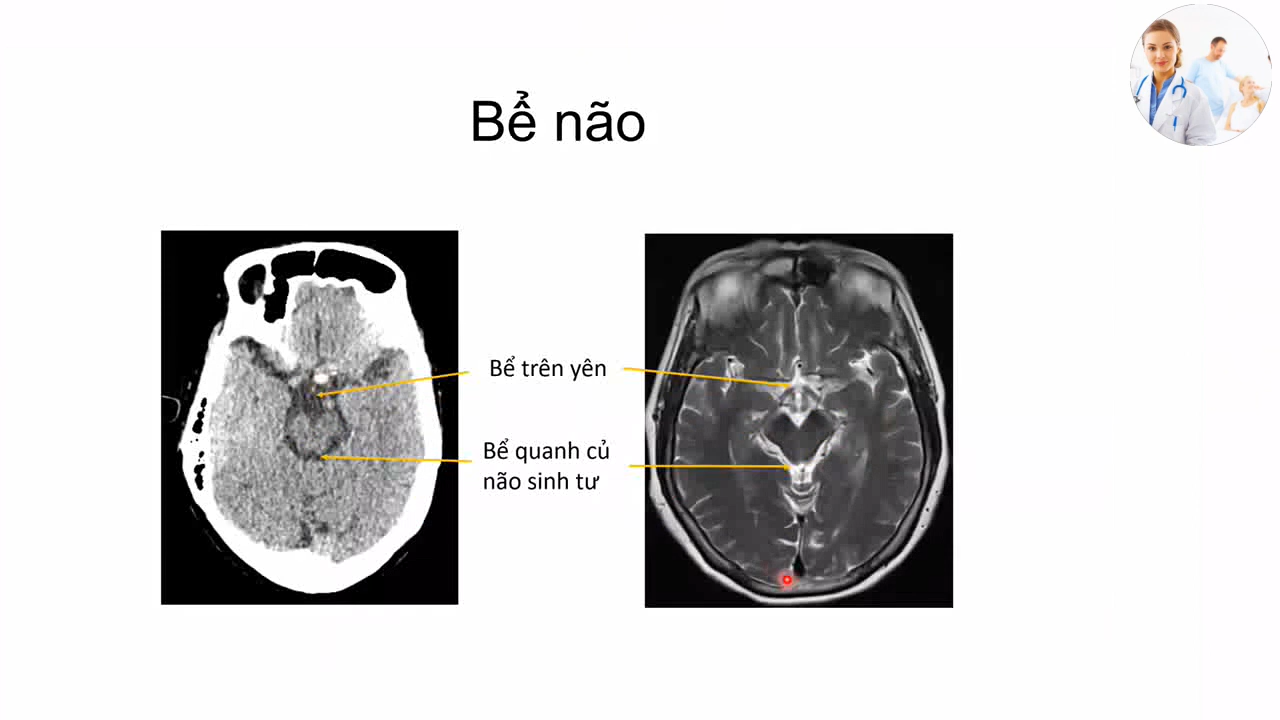 Bể não
Bể trên yên
Bể quanh củ
não sinh tư